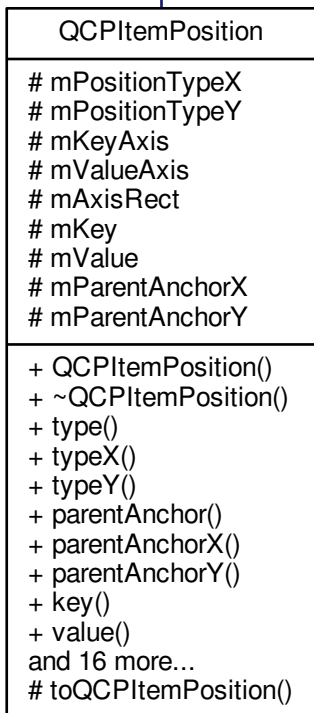 QCPItemPosition
# mPositionTypeX
# mPositionTypeY
# mKeyAxis
# mValueAxis
# mAxisRect
# mKey
# mValue
# mParentAnchorX
# mParentAnchorY
+ QCPItemPosition()
+ ~QCPItemPosition()
+ type()
+ typeX()
+ typeY()
+ parentAnchor()
+ parentAnchorX()
+ parentAnchorY()
+ key()
+ value()
and 16 more...
# toQCPItemPosition()